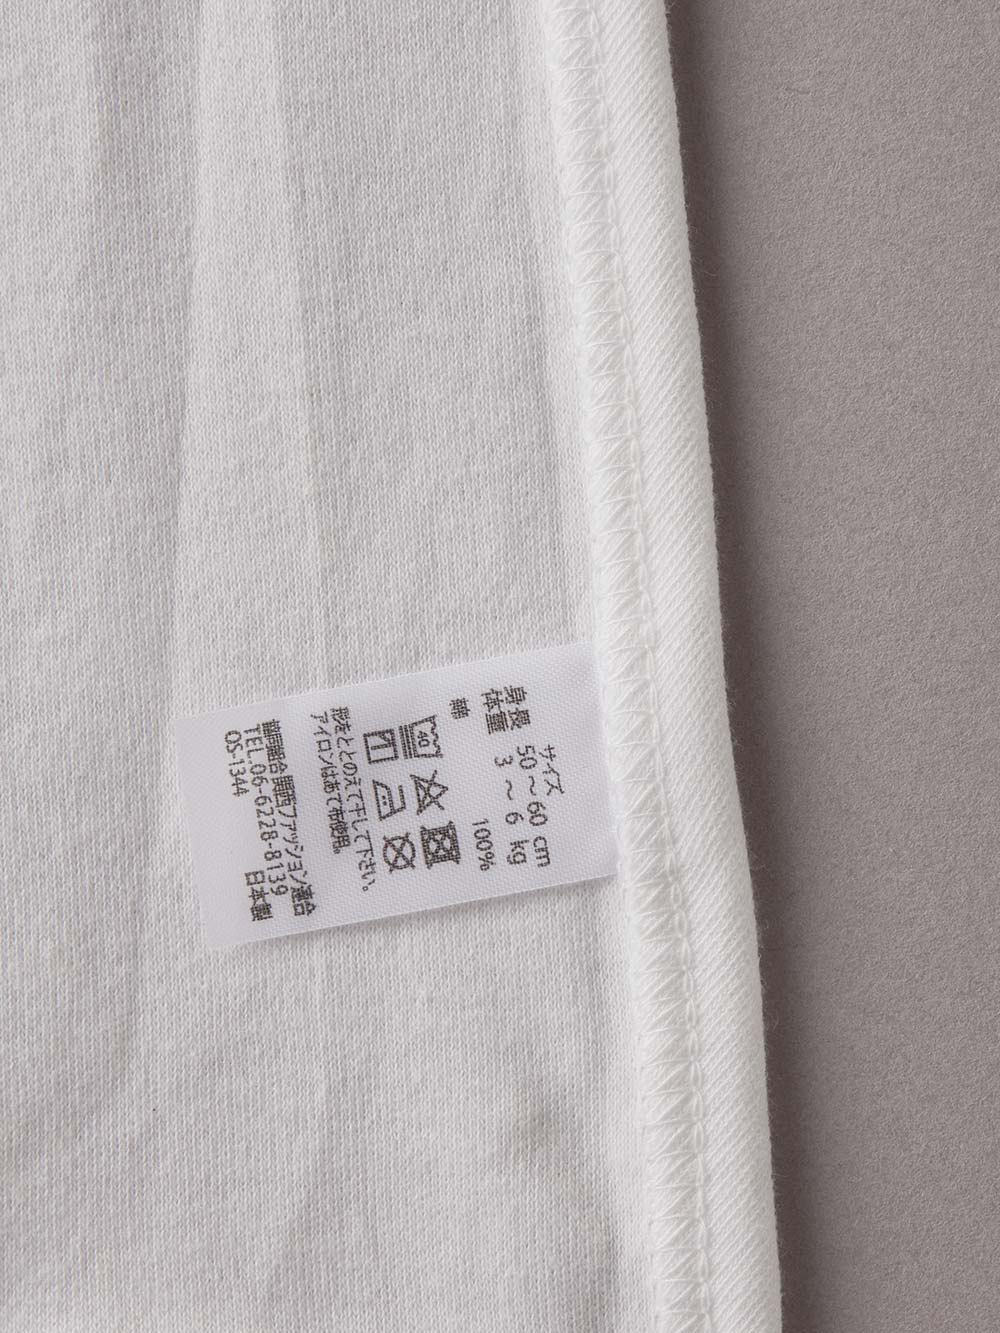 サイズ
身長 50～60 cm
体重 3～6 kg
綿 100%
40
形をととのえて干して下さい。
アイロンはあて布使用。
協同組合 関西ファッション連合
TEL.06-6228-8139
OS-134 日本製